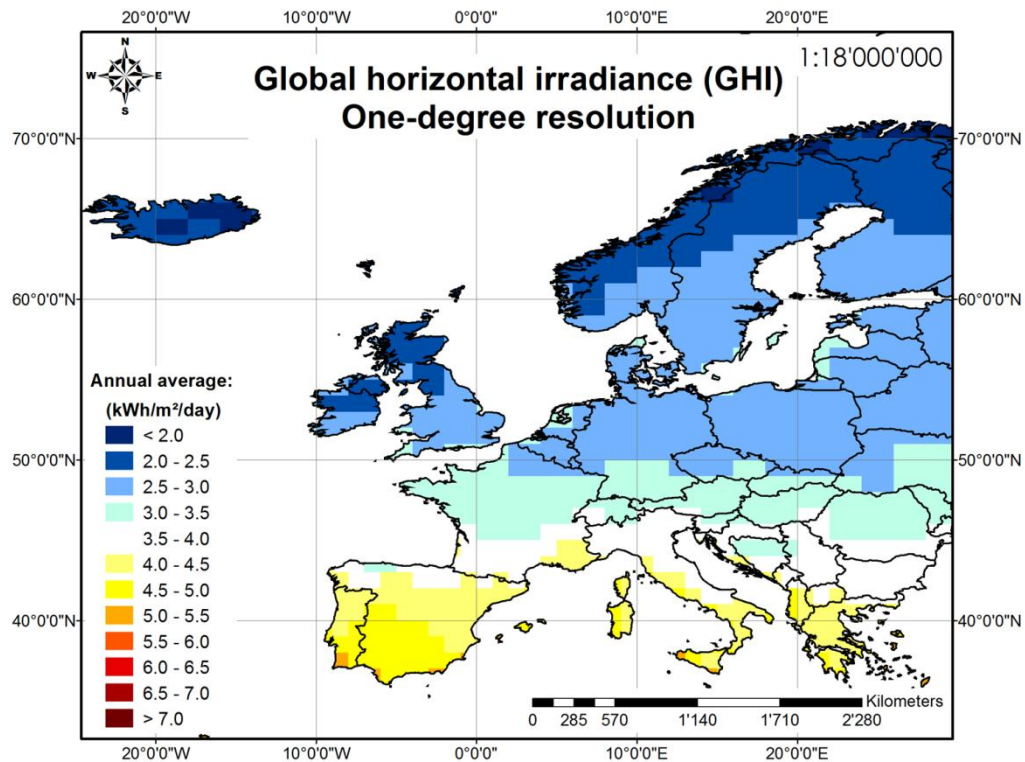 20°0'0"W 10°0'0"W 0°0'0" 10°0'0"E 20°0'0"E
N
W E
S
1:18'000'000
Global horizontal irradiance (GHI)
One-degree resolution
70°0'0"N 70°0'0"N
60°0'0"N 60°0'0"N
Annual average:
(kWh/m²/day)
< 2.0
2.0 - 2.5
2.5 - 3.0
3.0 - 3.5
3.5 - 4.0
4.0 - 4.5
4.5 - 5.0
5.0 - 5.5
5.5 - 6.0
6.0 - 6.5
6.5 - 7.0
> 7.0
50°0'0"N 50°0'0"N
40°0'0"N 40°0'0"N
Kilometers
0 285 570 1'140 1'710 2'280
20°0'0"W 10°0'0"W 0°0'0" 10°0'0"E 20°0'0"E